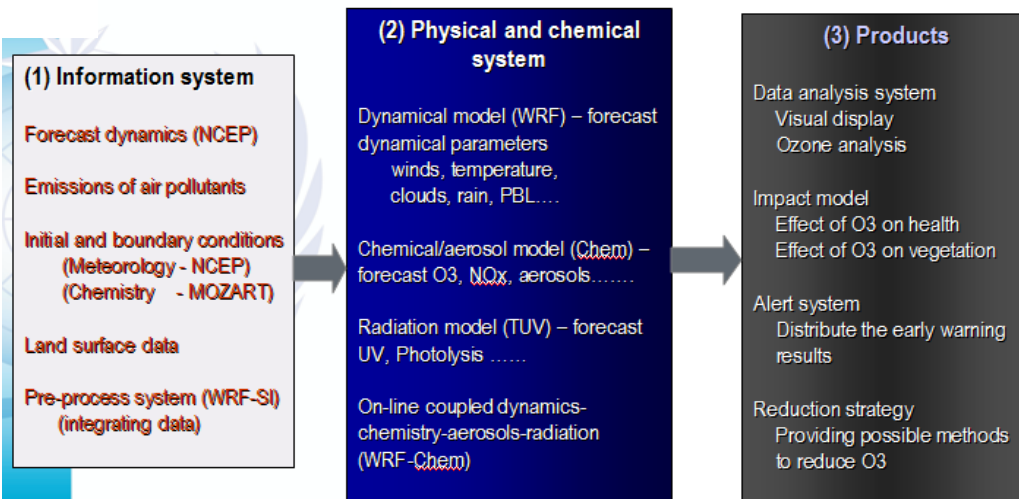 (1) Information system
Forecast dynamics (NCEP)
Emissions of air pollutants
Initial and boundary conditions
(Meteorology - NCEP)
(Chemistry - MOZART)
Land surface data
Pre-process system (WRF-SI)
(integrating data)
(2) Physical and chemical
system
Dynamical model (WRF) – forecast
dynamical parameters
winds, temperature,
clouds, rain, PBL….
Chemical/aerosol model (Chem) –
forecast O3, NOx, aerosols…….
Radiation model (TUV) – forecast
UV, Photolysis ……
On-line coupled dynamics-
chemistry-aerosols-radiation
(WRF-Chem)
(3) Products
Data analysis system
Visual display
Ozone analysis
Impact model
Effect of O3 on health
Effect of O3 on vegetation
Alert system
Distribute the early warning
results
Reduction strategy
Providing possible methods
to reduce O3